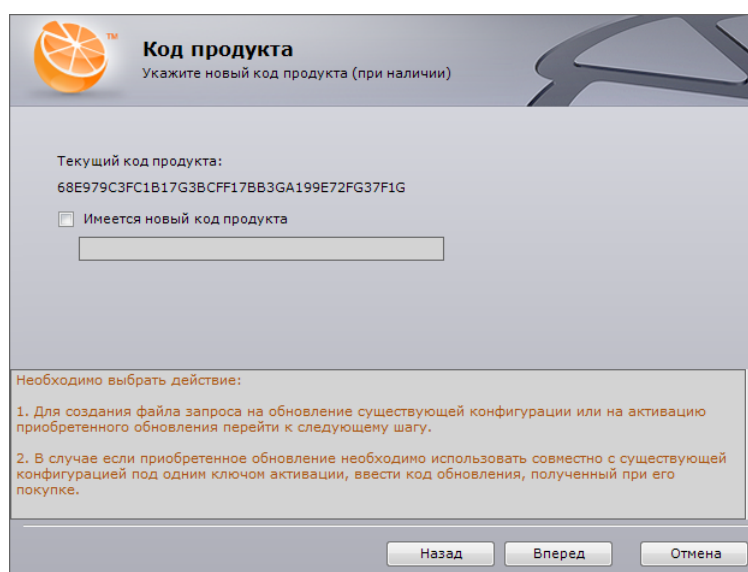 TM
Код продукта
Укажите новый код продукта (при наличии)
Текущий код продукта:
68E979C3FC1B17G3BCFF17BB3GA199E72FG37F1G
Имеется новый код продукта
Необходимо выбрать действие:
1. Для создания файла запроса на обновление существующей конфигурации или на активацию
приобретенного обновления перейти к следующему шагу.
2. В случае если приобретенное обновление необходимо использовать совместно с существующей
конфигурацией под одним ключом активации, ввести код обновления, полученный при его
покупке.
Назад
Вперед
Отмена